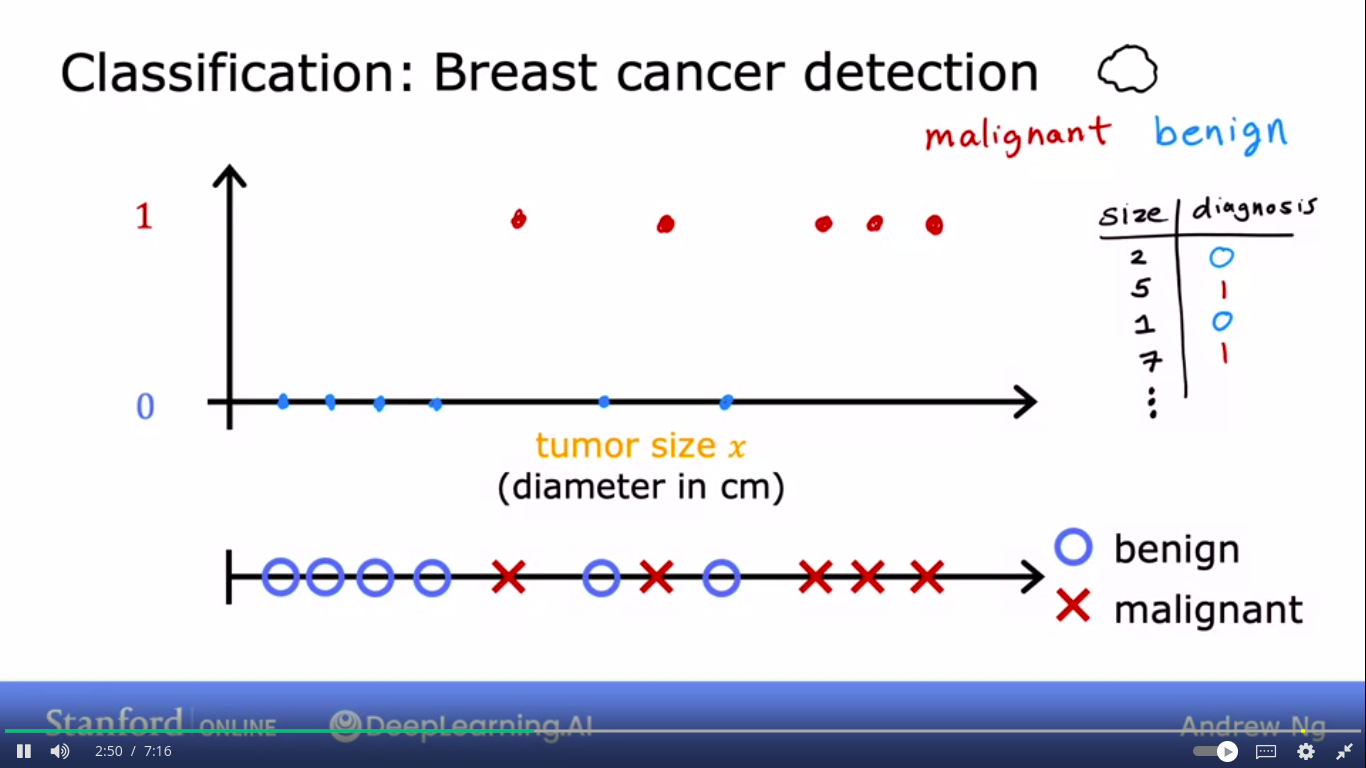 Classification: Breast cancer detection
malignant benign
1
0
size diagnosis
2 0
5 1
1 0
7 1
⋮
tumor size x
(diameter in cm)
benign
malignant
Stanford ONLINE DeepLearning.AI Andrew Ng
2:50 / 7:16